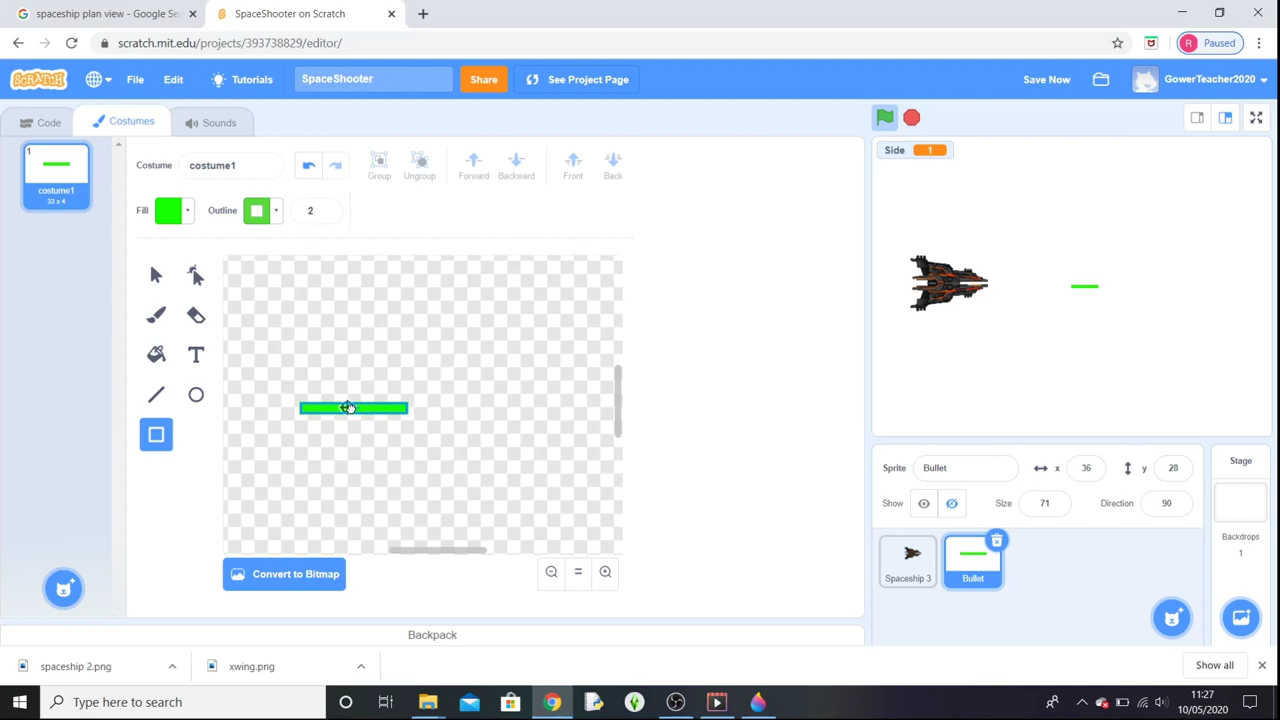 spaceship plan view - Google Se
SpaceShooter on Scratch
scratch.mit.edu/projects/393738829/editor/
R Paused
SCRATCH
File
Edit
Tutorials
SpaceShooter
Share
See Project Page
Save Now
GowerTeacher2020
Code
Costumes
Sounds
1
costume1
33 x 4
Costume
costume1
Group
Ungroup
Forward
Backward
Front
Back
Fill
Outline
2
T
Convert to Bitmap
Backpack
Side 1
Sprite
Bullet
x 36
y 28
Show
Size 71
Direction 90
Spaceship 3
Bullet
Stage
Backdrops
1
spaceship 2.png
xwing.png
Show all
Type here to search
11:27
10/05/2020